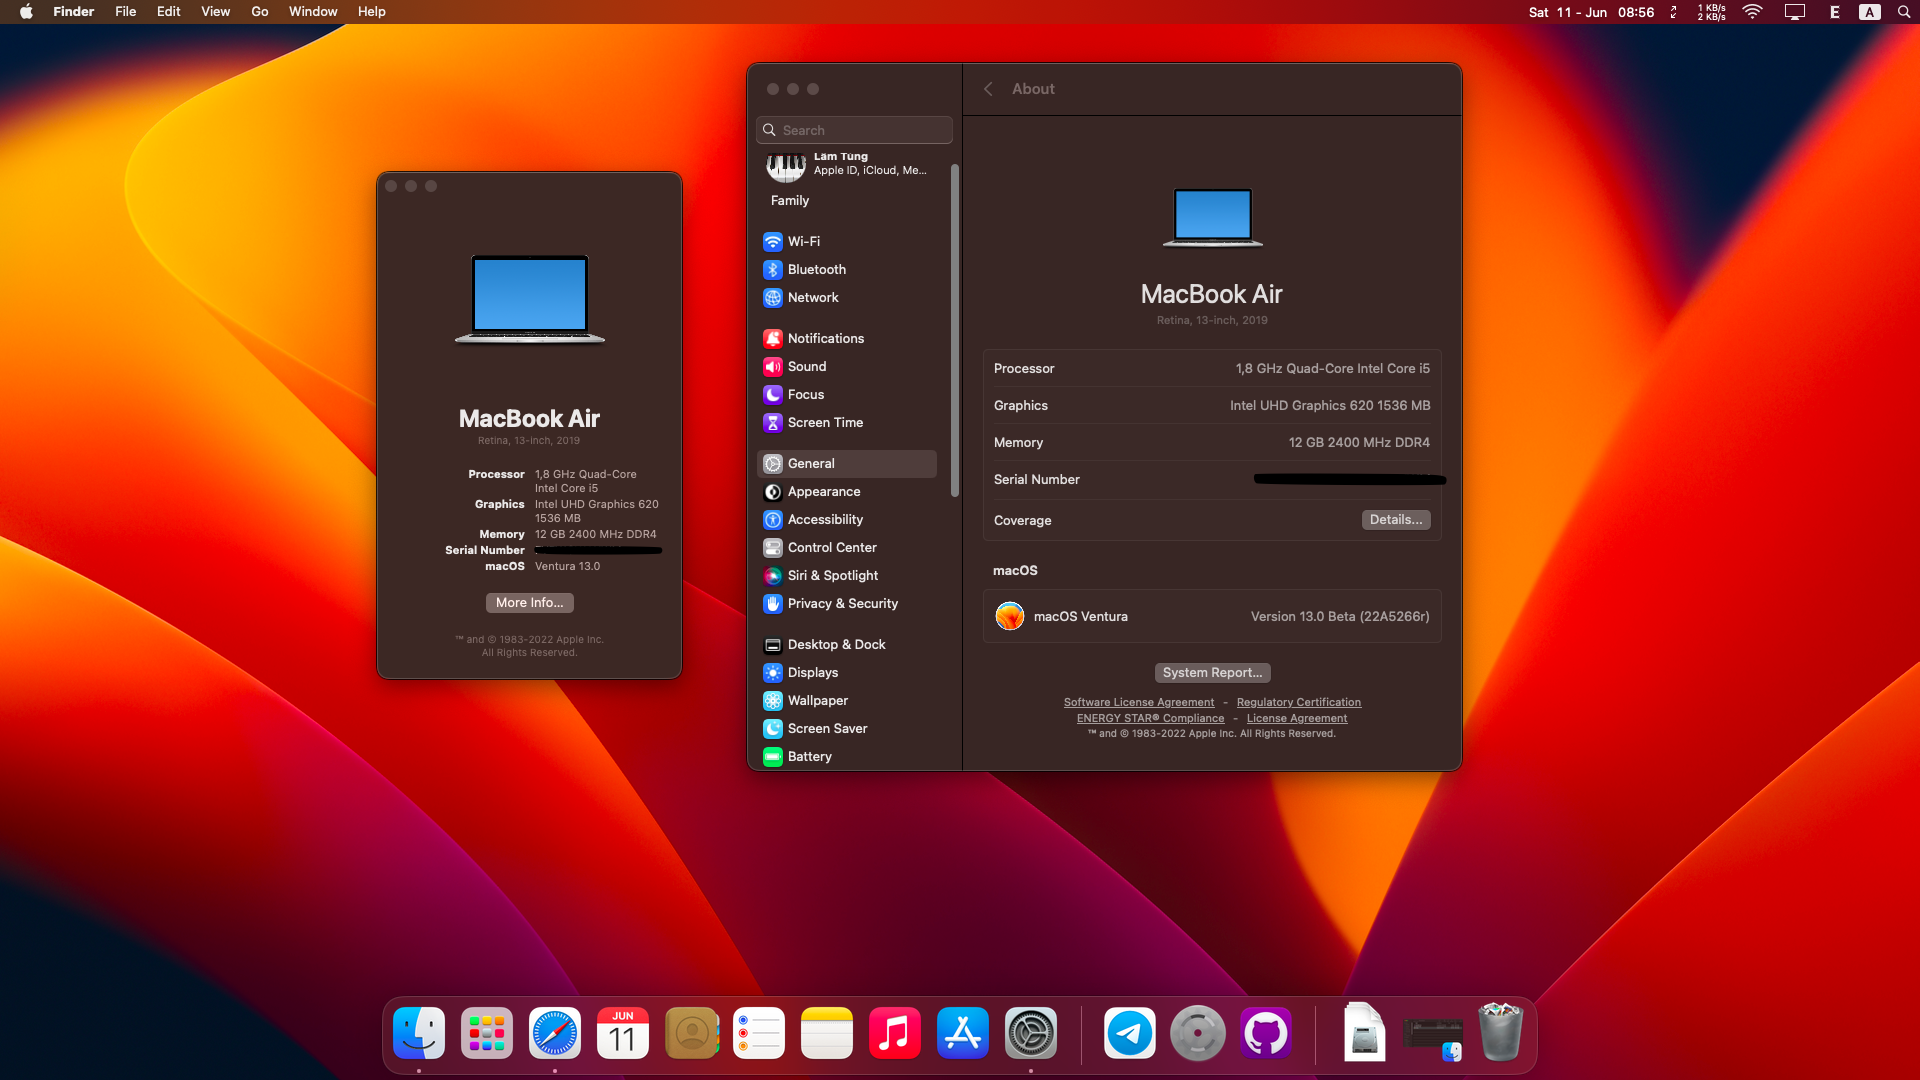 Finder File Edit View Go Window Help
Sat 11 - Jun 08:56
1 KB/s
2 KB/s
E
A
MacBook Air
Retina, 13-inch, 2019
Processor 1,8 GHz Quad-Core
Intel Core i5
Graphics Intel UHD Graphics 620
1536 MB
Memory 12 GB 2400 MHz DDR4
Serial Number
macOS Ventura 13.0
More Info...
™ and © 1983-2022 Apple Inc.
All Rights Reserved.
Search
Lâm Tùng
Apple ID, iCloud, Me...
Family
Wi-Fi
Bluetooth
Network
Notifications
Sound
Focus
Screen Time
General
Appearance
Accessibility
Control Center
Siri & Spotlight
Privacy & Security
Desktop & Dock
Displays
Wallpaper
Screen Saver
Battery
About
MacBook Air
Retina, 13-inch, 2019
Processor 1,8 GHz Quad-Core Intel Core i5
Graphics Intel UHD Graphics 620 1536 MB
Memory 12 GB 2400 MHz DDR4
Serial Number
Coverage Details...
macOS
macOS Ventura Version 13.0 Beta (22A5266r)
System Report...
Software License Agreement - Regulatory Certification
ENERGY STAR® Compliance - License Agreement
™ and © 1983-2022 Apple Inc. All Rights Reserved.
JUN
11